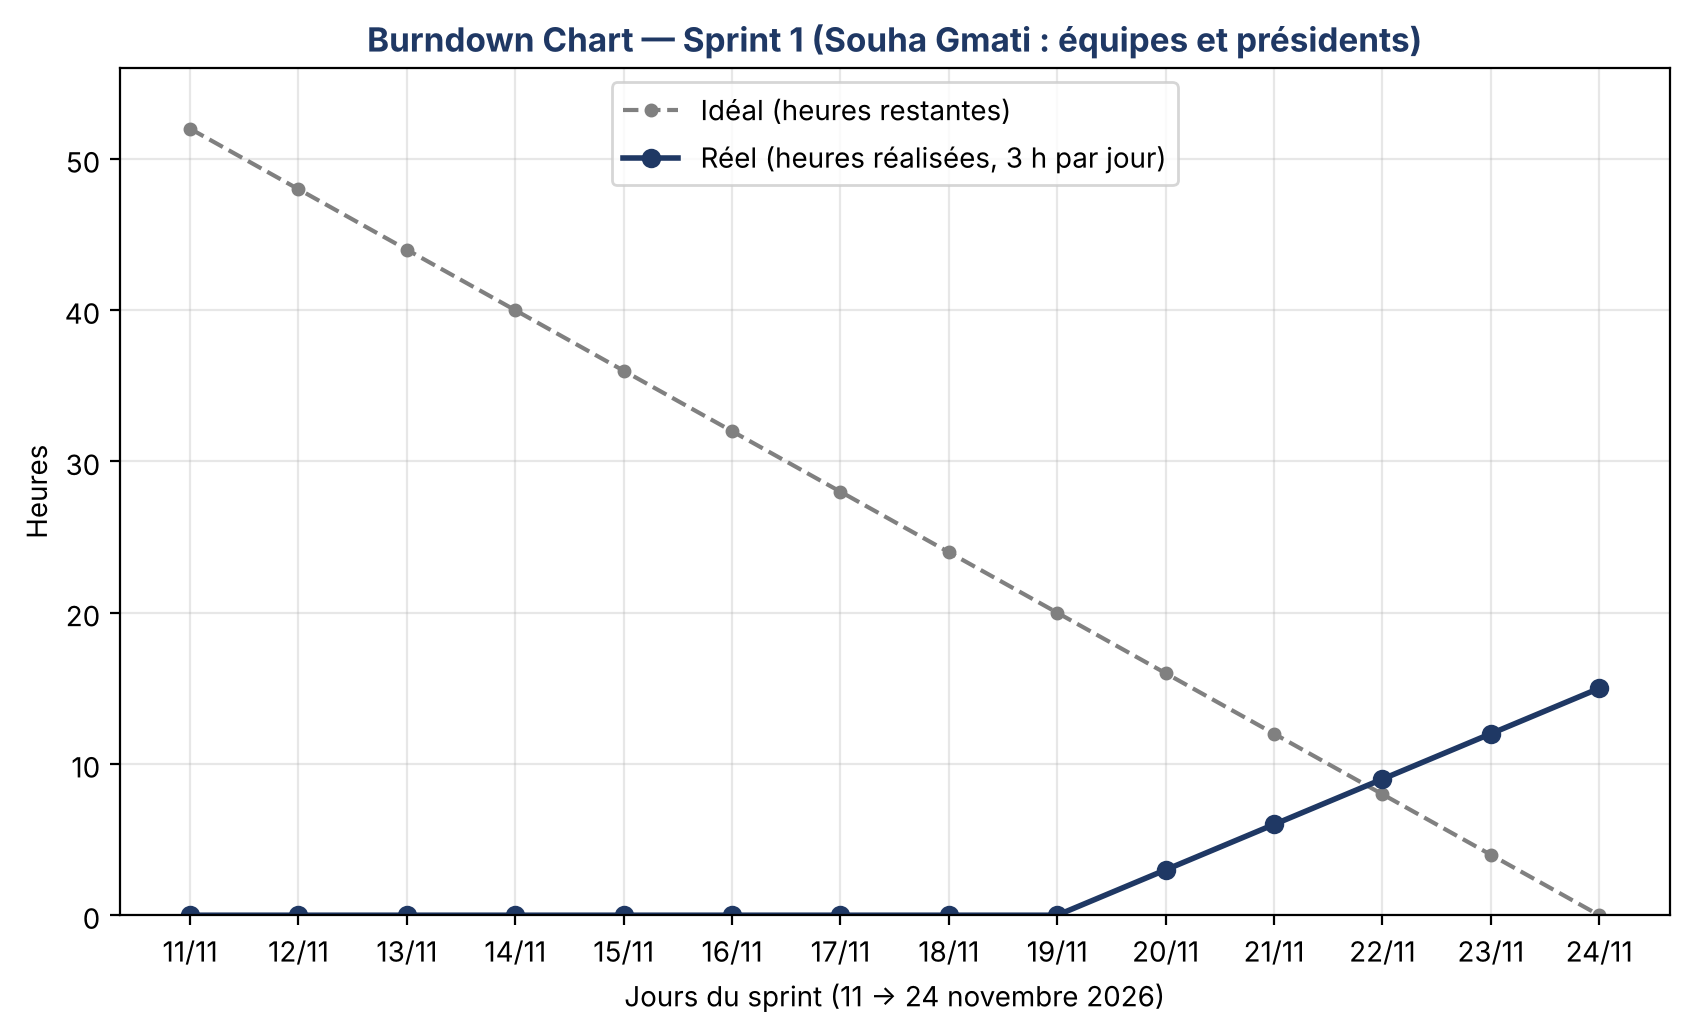 Burndown Chart — Sprint 1 (Souha Gmati : équipes et présidents)
Idéal (heures restantes)
Réel (heures réalisées, 3 h par jour)
Heures
50
40
30
20
10
0
11/11 12/11 13/11 14/11 15/11 16/11 17/11 18/11 19/11 20/11 21/11 22/11 23/11 24/11
Jours du sprint (11 → 24 novembre 2026)